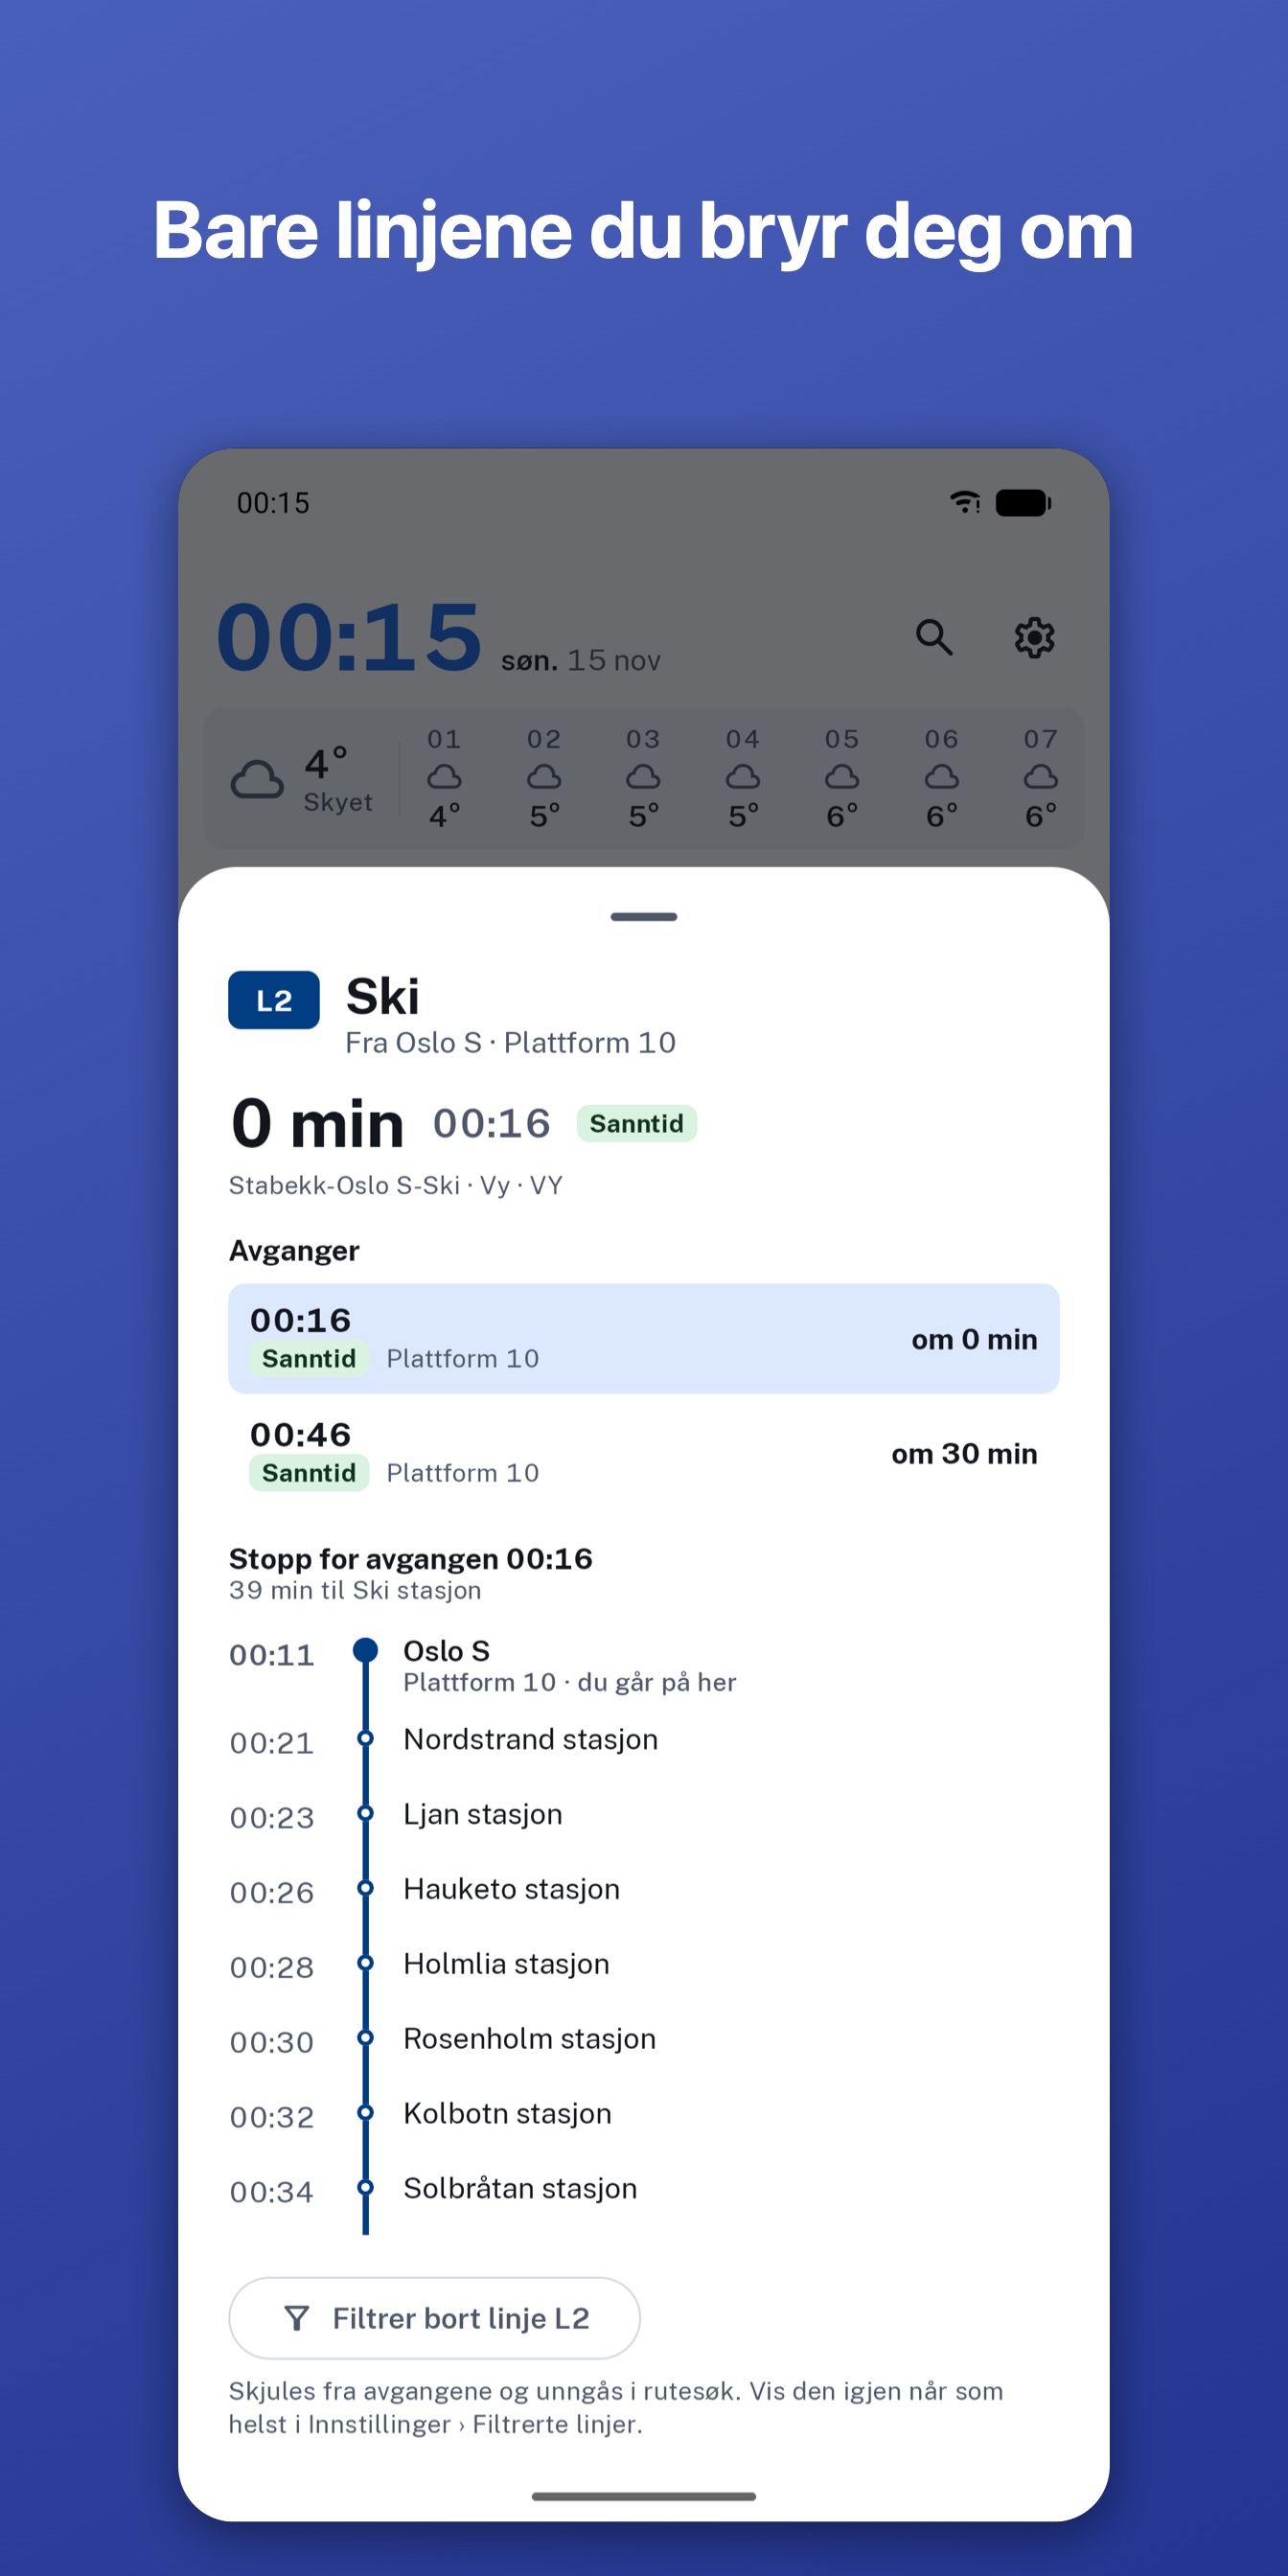 Bare linjene du bryr deg om
00:15
00:15 søn. 15 nov
4°
Skyet
01 02 03 04 05 06 07
4° 5° 5° 5° 6° 6° 6°
L2 Ski
Fra Oslo S · Plattform 10
0 min 00:16 Sanntid
Stabekk-Oslo S-Ski · Vy · VY
Avganger
00:16
Sanntid Plattform 10
om 0 min
00:46
Sanntid Plattform 10
om 30 min
Stopp for avgangen 00:16
39 min til Ski stasjon
00:11 Oslo S
Plattform 10 · du går på her
00:21 Nordstrand stasjon
00:23 Ljan stasjon
00:26 Hauketo stasjon
00:28 Holmlia stasjon
00:30 Rosenholm stasjon
00:32 Kolbotn stasjon
00:34 Solbråtan stasjon
Filtrer bort linje L2
Skjules fra avgangene og unngås i rutesøk. Vis den igjen når som
helst i Innstillinger › Filtrerte linjer.